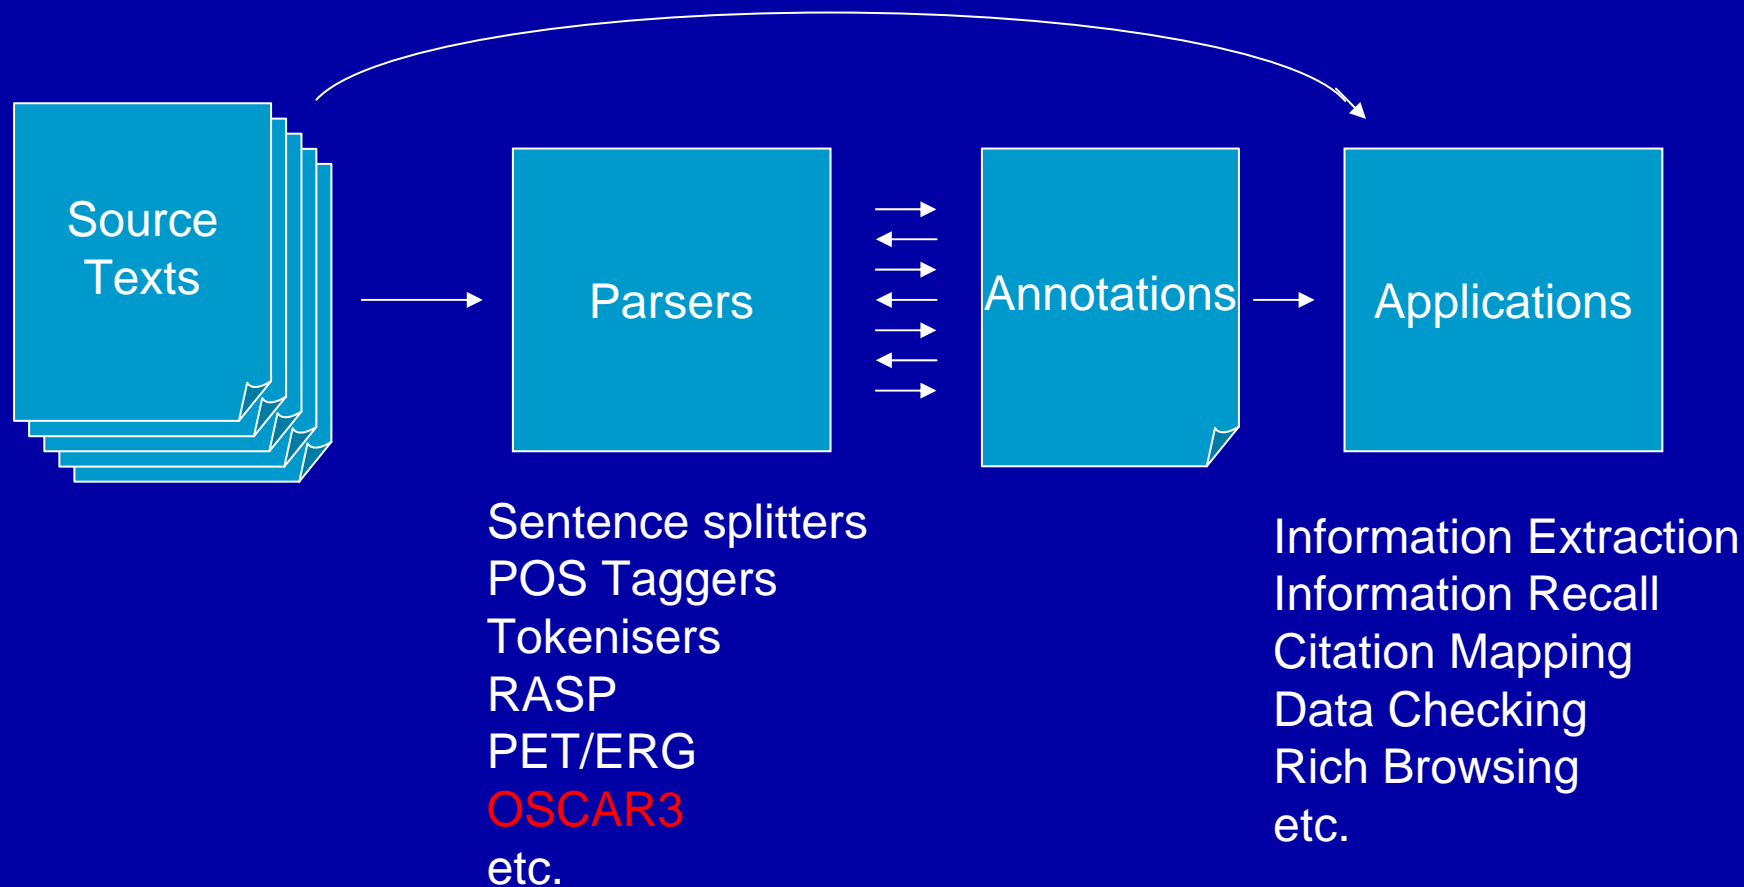 Source
Texts
Parsers
Annotations
Applications
Sentence splitters
POS Taggers
Tokenisers
RASP
PET/ERG
OSCAR3
etc.
Information Extraction
Information Recall
Citation Mapping
Data Checking
Rich Browsing
etc.